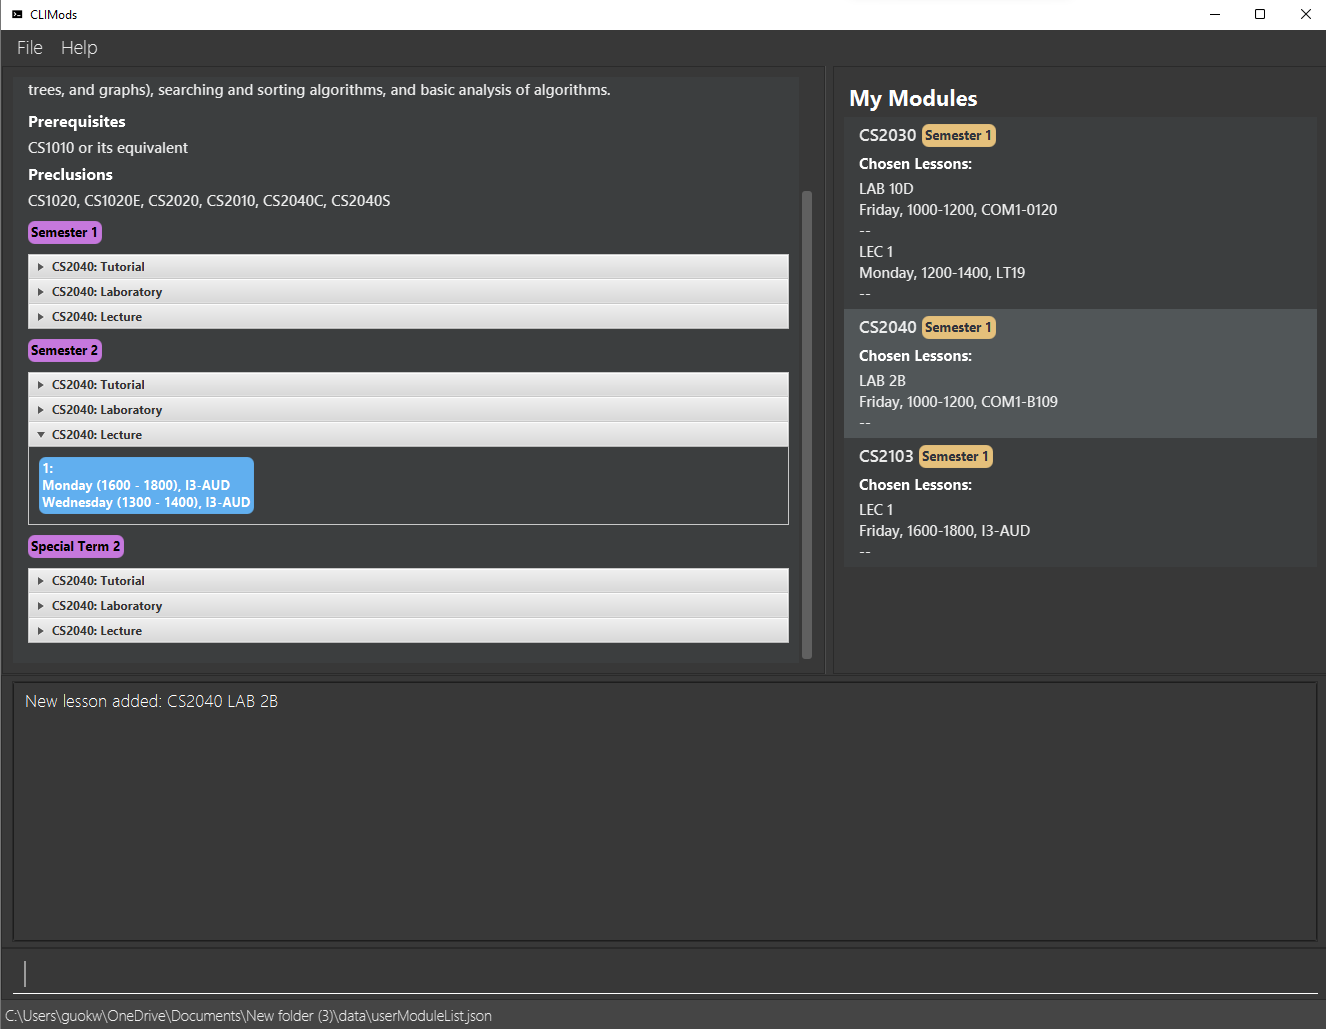 CLIMods
File Help
trees, and graphs), searching and sorting algorithms, and basic analysis of algorithms.
Prerequisites
CS1010 or its equivalent
Preclusions
CS1020, CS1020E, CS2020, CS2010, CS2040C, CS2040S
Semester 1
CS2040: Tutorial
CS2040: Laboratory
CS2040: Lecture
Semester 2
CS2040: Tutorial
CS2040: Laboratory
CS2040: Lecture
1:
Monday (1600 - 1800), I3-AUD
Wednesday (1300 - 1400), I3-AUD
Special Term 2
CS2040: Tutorial
CS2040: Laboratory
CS2040: Lecture
My Modules
CS2030 Semester 1
Chosen Lessons:
LAB 10D
Friday, 1000-1200, COM1-0120
--
LEC 1
Monday, 1200-1400, LT19
--
CS2040 Semester 1
Chosen Lessons:
LAB 2B
Friday, 1000-1200, COM1-B109
--
CS2103 Semester 1
Chosen Lessons:
LEC 1
Friday, 1600-1800, I3-AUD
--
New lesson added: CS2040 LAB 2B
C:\Users\guokw\OneDrive\Documents\New folder (3)\data\userModuleList.json